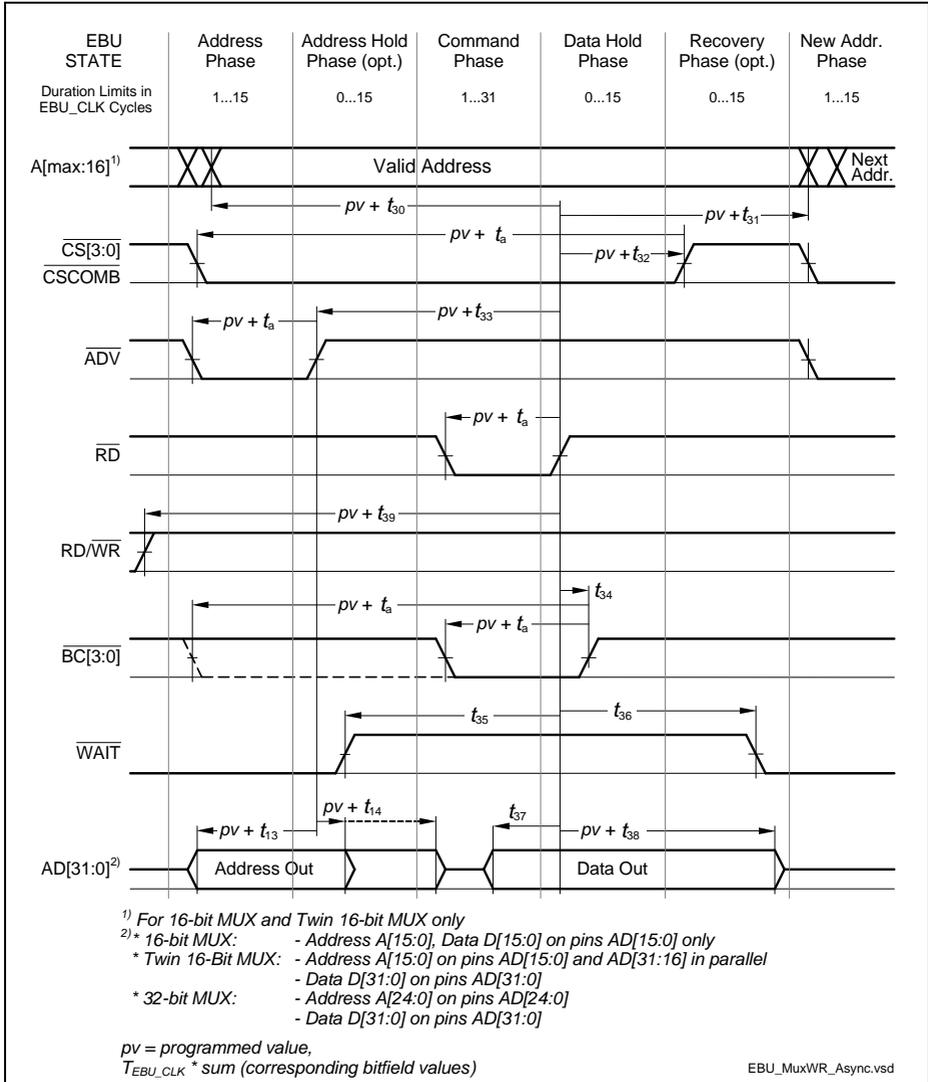 EBU STATE Address Phase Address Hold Phase (opt.) Command Phase Data Hold Phase Recovery Phase (opt.) New Addr. Phase
Duration Limits in EBU_CLK Cycles 1...15 0...15 1...31 0...15 0...15 1...15
A[max:16]1) Valid Address Next Addr.
pv + t30
pv + t31
pv + ta
CS[3:0]
pv + t32
CSCOMB
pv + t33
pv + ta
ADV
pv + ta
RD
pv + t39
RD/WR
t34
pv + ta
pv + ta
BC[3:0]
t35 t36
WAIT
pv + t14 t37
pv + t13 pv + t38
AD[31:0]2) Address Out Data Out
1) For 16-bit MUX and Twin 16-bit MUX only
2)* 16-bit MUX: - Address A[15:0], Data D[15:0] on pins AD[15:0] only
* Twin 16-Bit MUX: - Address A[15:0] on pins AD[15:0] and AD[31:16] in parallel
- Data D[31:0] on pins AD[31:0]
* 32-bit MUX: - Address A[24:0] on pins AD[24:0]
- Data D[31:0] on pins AD[31:0]
pv = programmed value,
TEBU_CLK * sum (corresponding bitfield values) EBU_MuxWR_Async.vsd